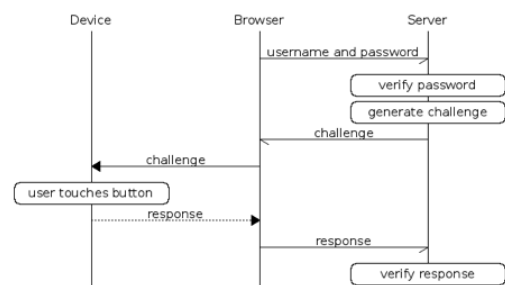 Device Browser Server
username and password
verify password
generate challenge
challenge
challenge
user touches button
response
response
verify response